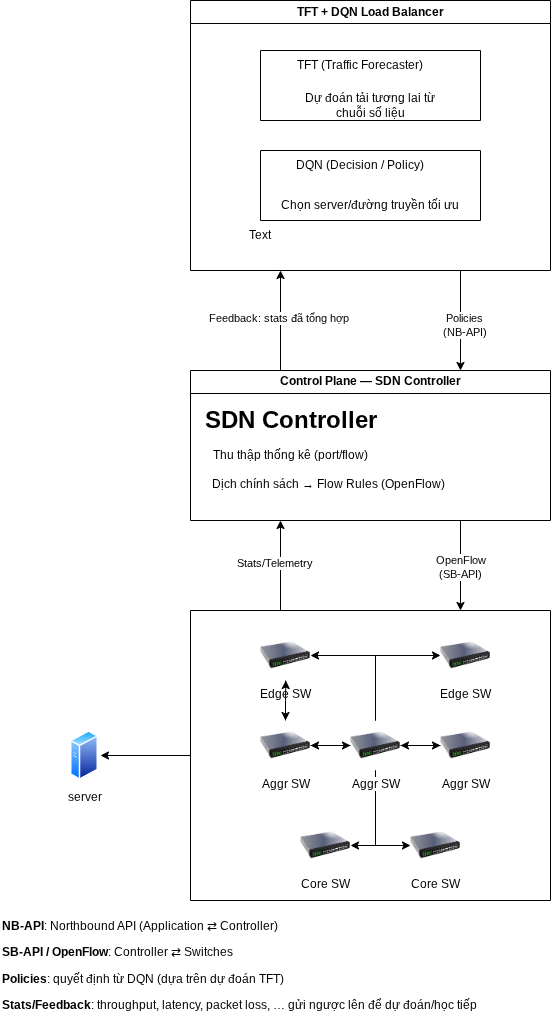 TFT + DQN Load Balancer
TFT (Traffic Forecaster)
Dự đoán tải tương lai từ
chuỗi số liệu
DQN (Decision / Policy)
Chọn server/đường truyền tối ưu
Text
Feedback: stats đã tổng hợp
Policies
(NB-API)
Control Plane — SDN Controller
SDN Controller
Thu thập thống kê (port/flow)
Dịch chính sách → Flow Rules (OpenFlow)
Stats/Telemetry
OpenFlow
(SB-API)
Edge SW
Edge SW
Aggr SW
Aggr SW
Aggr SW
server
Core SW
Core SW
NB-API: Northbound API (Application ⇄ Controller)
SB-API / OpenFlow: Controller ⇄ Switches
Policies: quyết định từ DQN (dựa trên dự đoán TFT)
Stats/Feedback: throughput, latency, packet loss, … gửi ngược lên để dự đoán/học tiếp